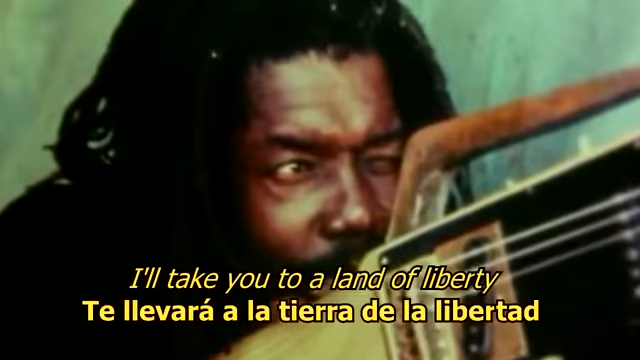 I'll take you to a land of liberty
Te llevará a la tierra de la libertad